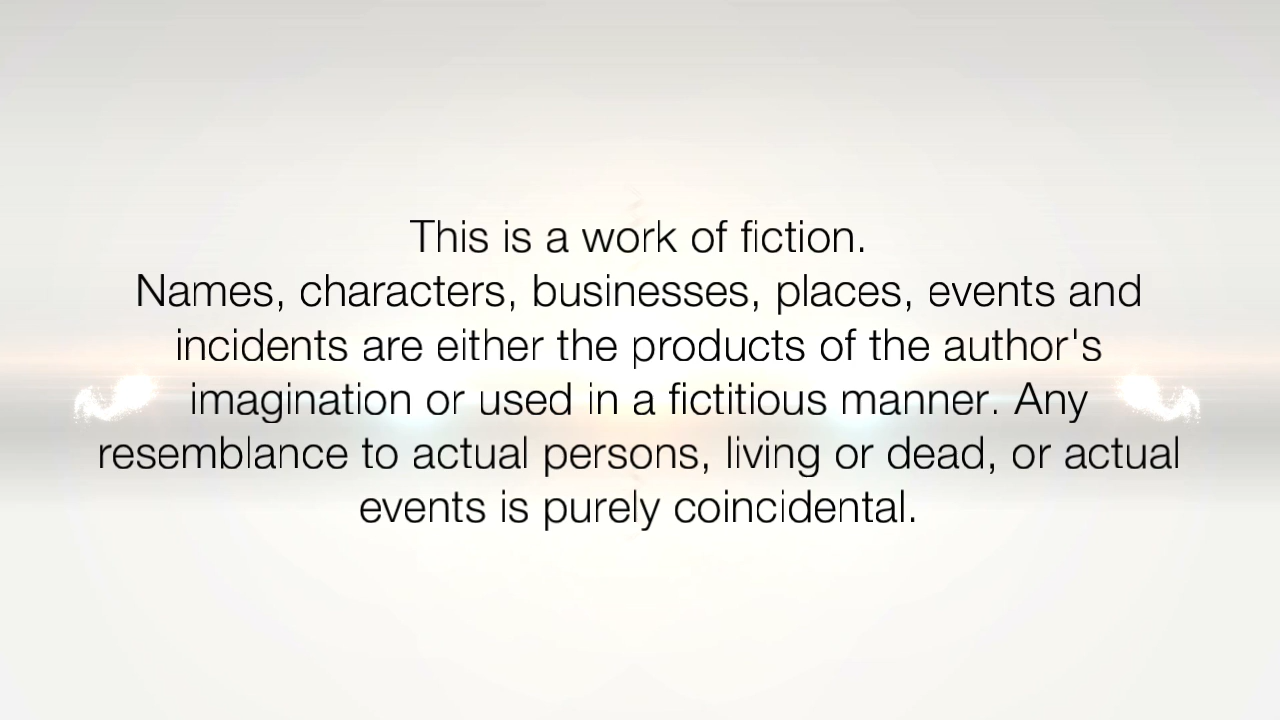 This is a work of fiction.
Names, characters, businesses, places, events and
incidents are either the products of the author's
imagination or used in a fictitious manner. Any
resemblance to actual persons, living or dead, or actual
events is purely coincidental.